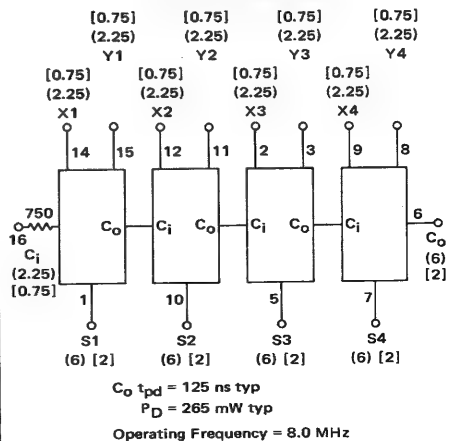 [0.75] [0.75] [0.75] [0.75]
(2.25) (2.25) (2.25) (2.25)
Y1 Y2 Y3 Y4
[0.75] [0.75] [0.75] [0.75]
(2.25) (2.25) (2.25) (2.25)
X1 X2 X3 X4
14 15 12 11 2 3 9 8
750 6
16 Co Ci Co Ci Co Ci Co
Ci (6)
(2.25) [2]
[0.75]
1 10 5 7
S1 S2 S3 S4
(6) [2] (6) [2] (6) [2] (6) [2]
Co tpd = 125 ns typ
PD = 265 mW typ
Operating Frequency = 8.0 MHz